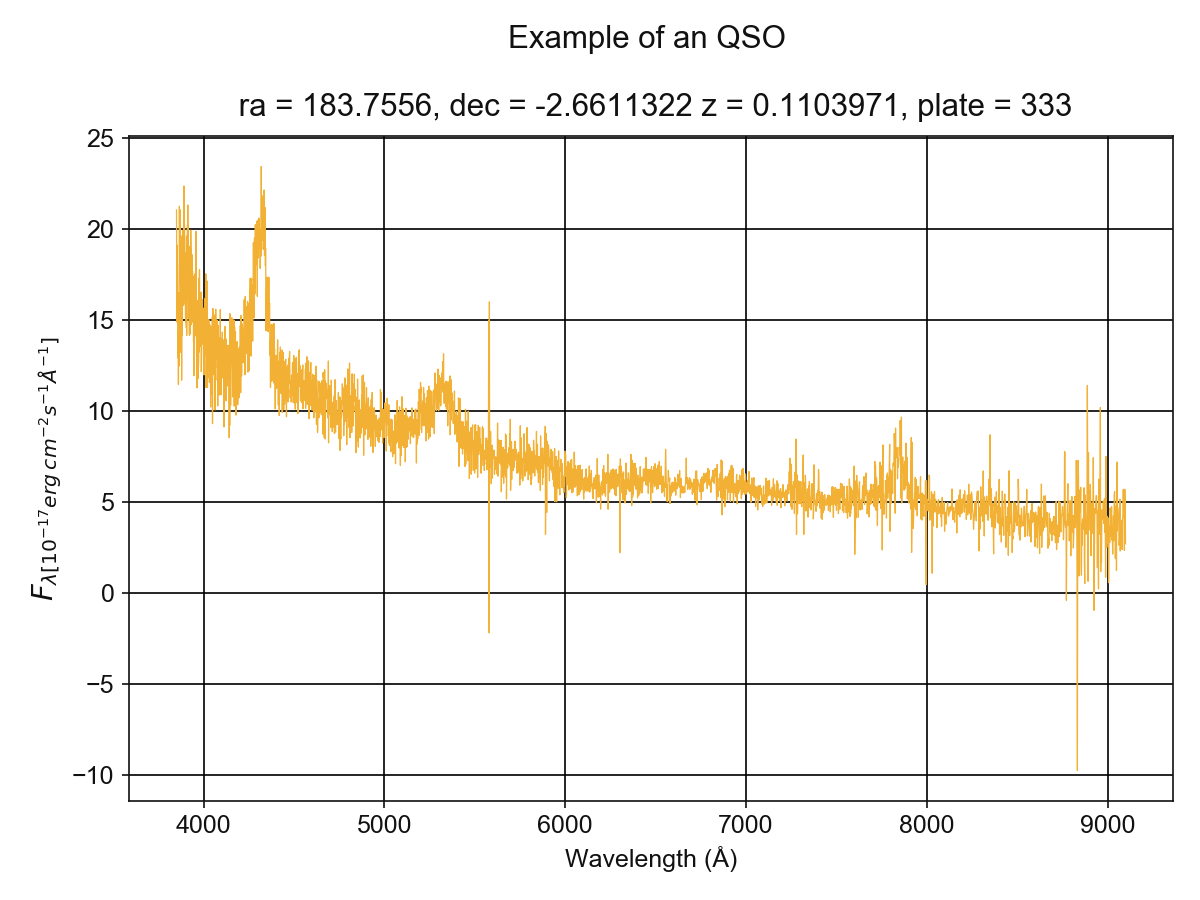 Example of an QSO
ra = 183.7556, dec = -2.6611322 z = 0.1103971, plate = 333
25
20
15
10
5
0
−5
−10
F_{λ[10^{−17}erg cm^{−2}s^{−1}Å^{−1}]}
4000 5000 6000 7000 8000 9000
Wavelength (Å)